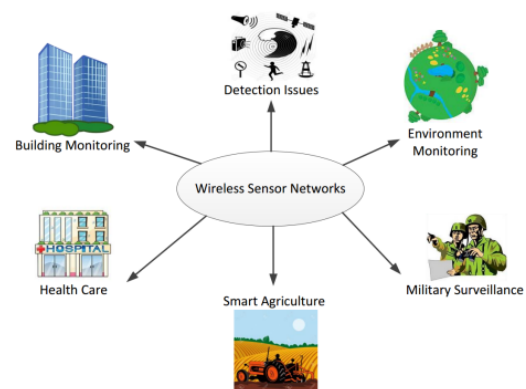 Detection Issues
Building Monitoring
Environment
Monitoring
Wireless Sensor Networks
HOSPITAL
Health Care
Smart Agriculture
Military Surveillance